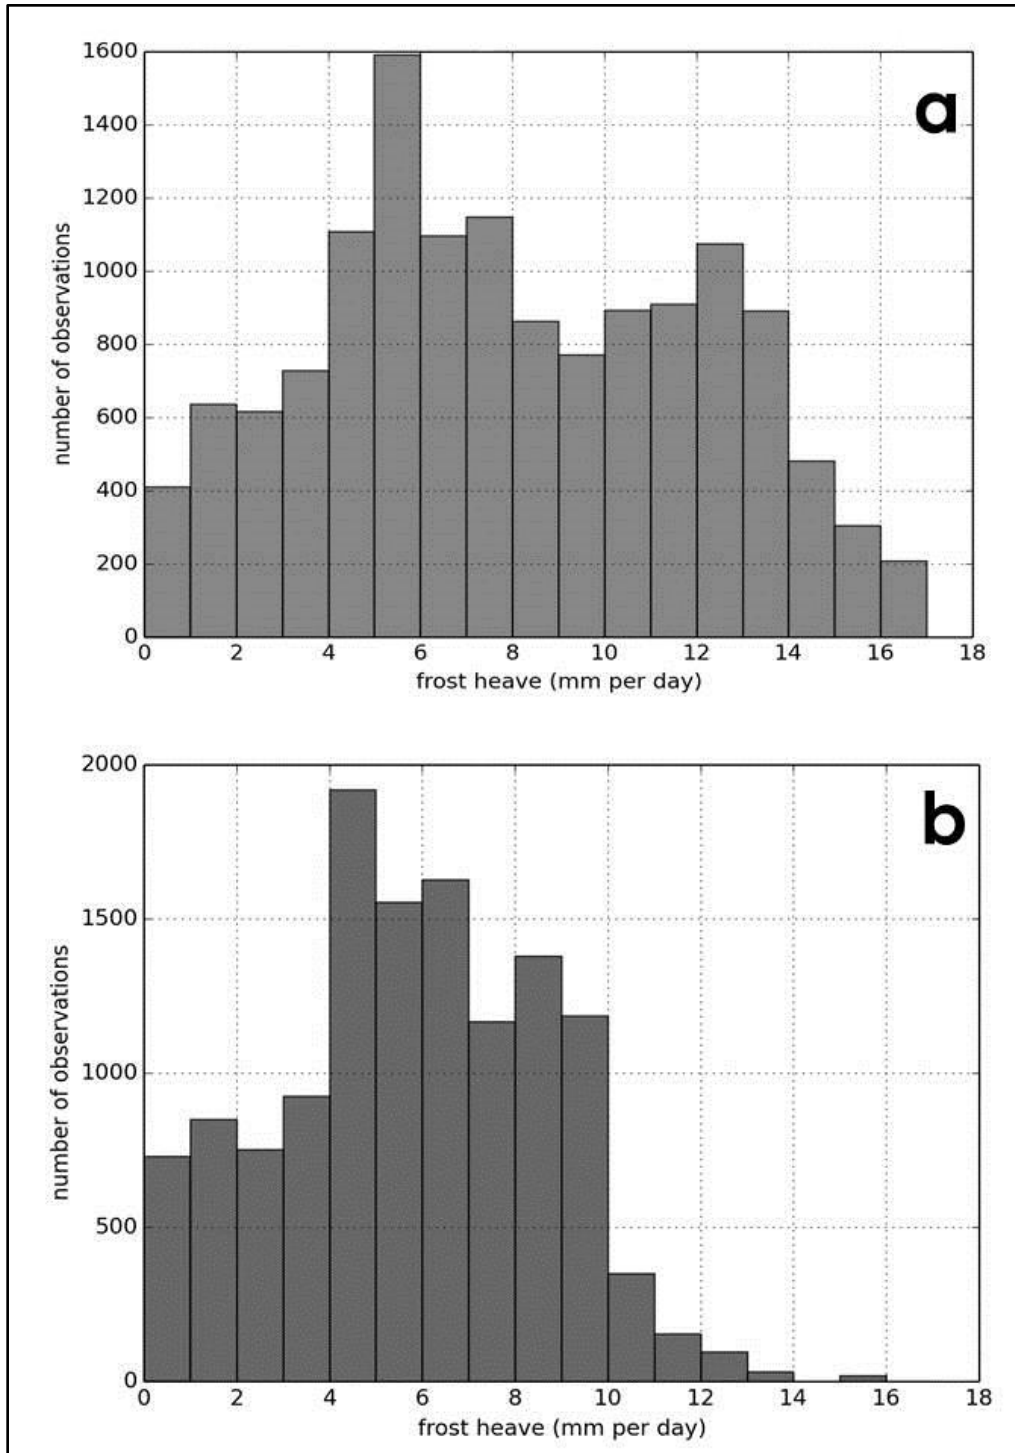 a
1600
1400
1200
1000
800
600
400
200
0
number of observations
0 2 4 6 8 10 12 14 16 18
frost heave (mm per day)
b
2000
1500
1000
500
0
number of observations
0 2 4 6 8 10 12 14 16 18
frost heave (mm per day)